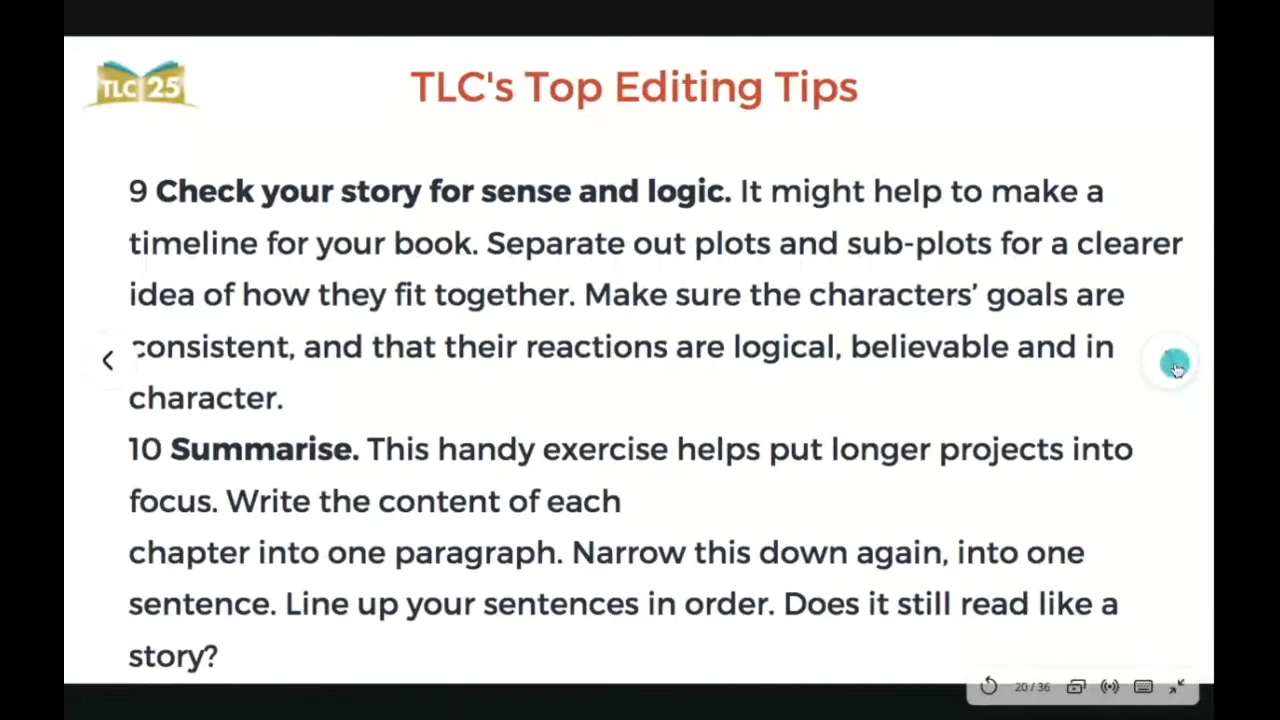 TLC 25
TLC's Top Editing Tips
9 Check your story for sense and logic. It might help to make a
timeline for your book. Separate out plots and sub-plots for a clearer
idea of how they fit together. Make sure the characters’ goals are
consistent, and that their reactions are logical, believable and in
character.
10 Summarise. This handy exercise helps put longer projects into
focus. Write the content of each
chapter into one paragraph. Narrow this down again, into one
sentence. Line up your sentences in order. Does it still read like a
story?
20 / 36